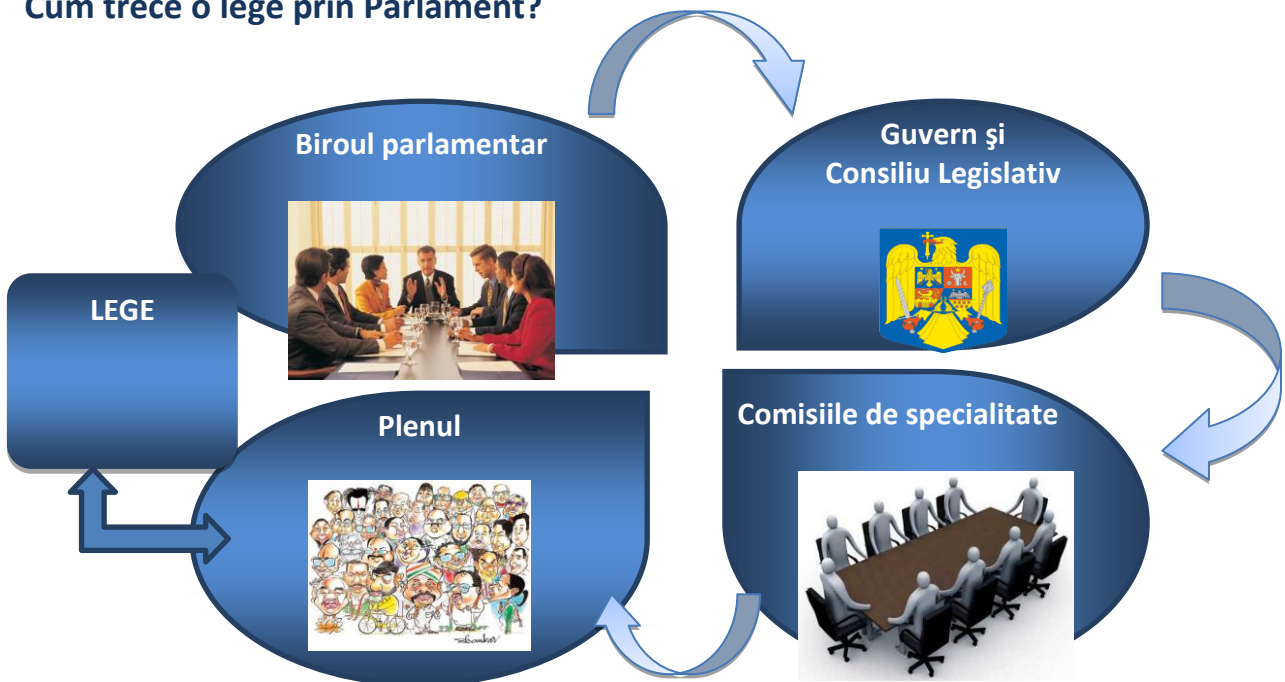 Cum trece o lege prin Parlament?
Biroul parlamentar
Guvern şi
Consiliu Legislativ
LEGE
Plenul
Comisiile de specialitate